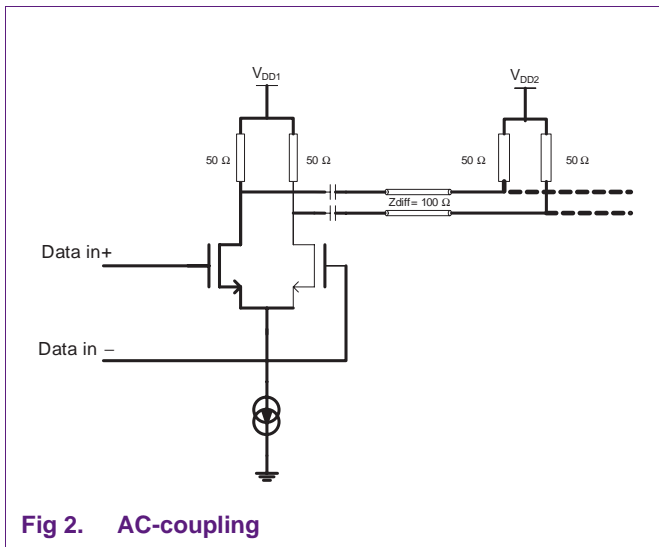 VDD1
VDD2
50 Ω
50 Ω
50 Ω
50 Ω
Zdiff= 100 Ω
Data in+
Data in −
Fig 2. AC-coupling